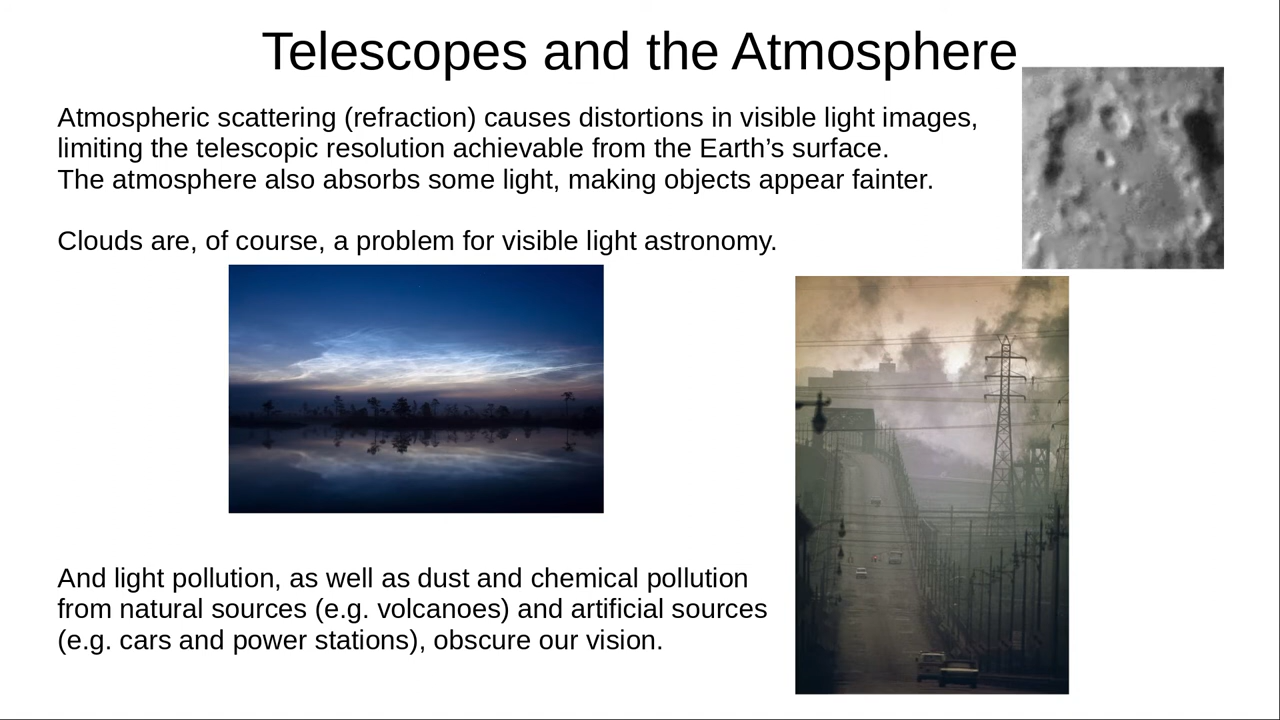 Telescopes and the Atmosphere
Atmospheric scattering (refraction) causes distortions in visible light images,
limiting the telescopic resolution achievable from the Earth’s surface.
The atmosphere also absorbs some light, making objects appear fainter.
Clouds are, of course, a problem for visible light astronomy.
And light pollution, as well as dust and chemical pollution
from natural sources (e.g. volcanoes) and artificial sources
(e.g. cars and power stations), obscure our vision.